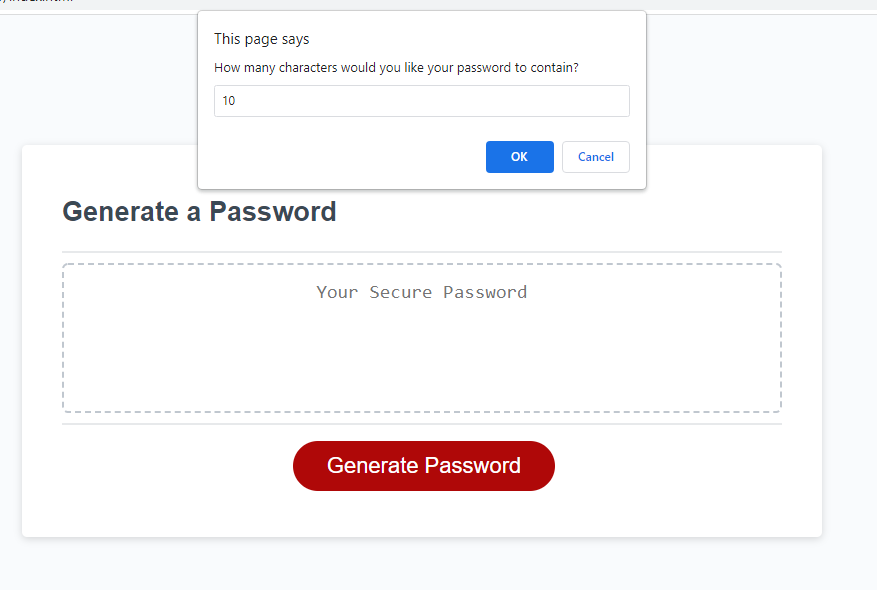 This page says
How many characters would you like your password to contain?
10
OK
Cancel
Generate a Password
Your Secure Password
Generate Password